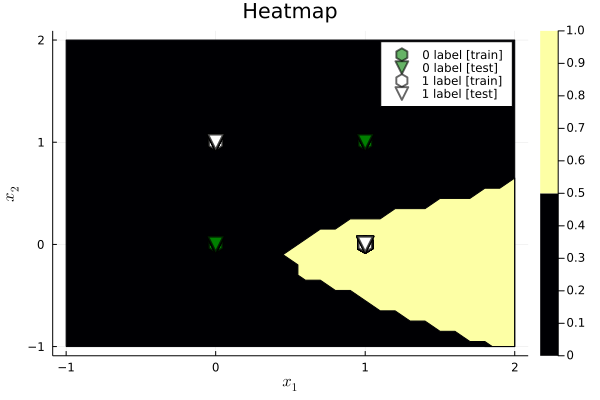 Heatmap
2
1
0
−1
x₂
−1
0
1
2
x₁
0 label [train]
0 label [test]
1 label [train]
1 label [test]
1.0
0.9
0.8
0.7
0.6
0.5
0.4
0.3
0.2
0.1
0